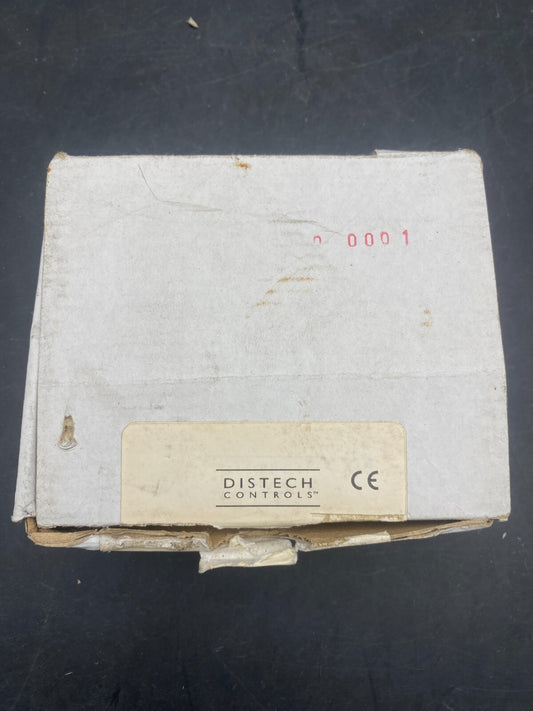 0001
DISTECH
CONTROLS™
CE